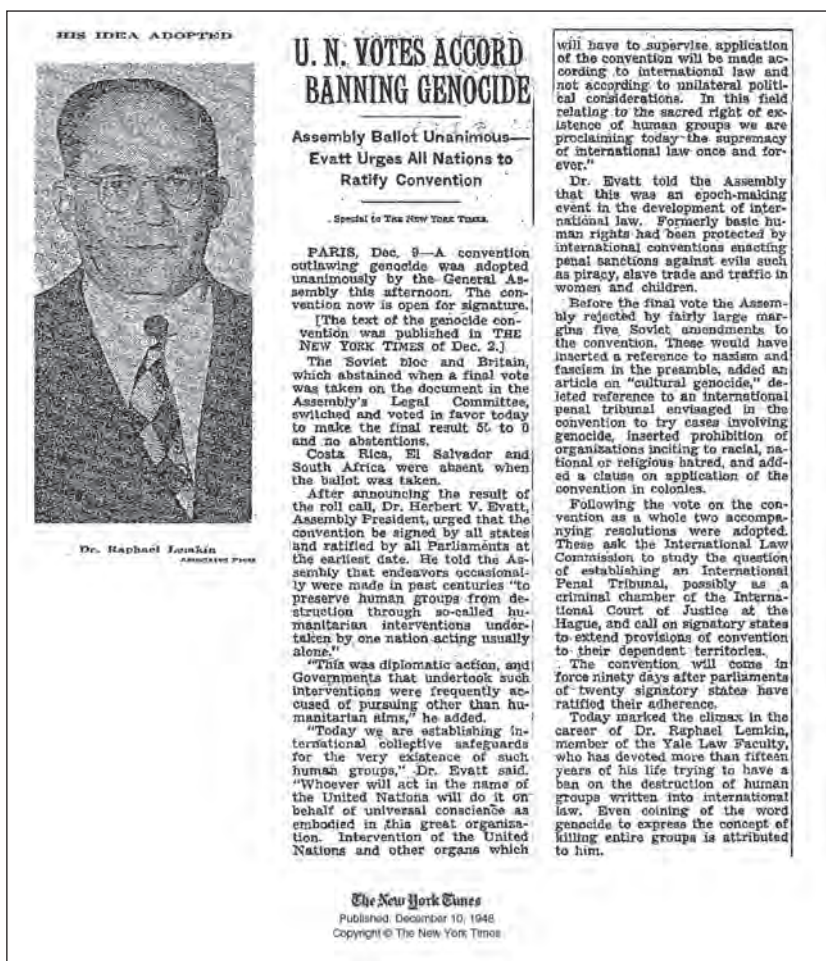 HIS IDEA ADOPTED
Dr. Raphael Lemkin
Associated Press
U. N. VOTES ACCORD
BANNING GENOCIDE
Assembly Ballot Unanimous—
Evatt Urges All Nations to
Ratify Convention
Special to THE NEW YORK TIMES.
PARIS, Dec. 9—A convention
outlawing genocide was adopted
unanimously by the General As-
sembly this afternoon. The con-
vention now is open for signature.
[The text of the genocide con-
vention was published in THE
NEW YORK TIMES of Dec. 2.]
The Soviet bloc and Britain,
which abstained when a final vote
was taken on the document in the
Assembly's Legal Committee,
switched and voted in favor today
to make the final result to 0
and no abstentions.
Costa Rica, El Salvador and
South Africa were absent when
the ballot was taken.
After announcing the result of
the roll call, Dr. Herbert V. Evatt,
Assembly President, urged that the
convention be signed by all states
and ratified by all Parliaments at
the earliest date. He told the As-
sembly that endeavors occasional-
ly were made in past centuries "to
preserve human groups from de-
struction through so-called hu-
manitarian interventions under-
taken by one nation acting usually
alone."
"This was diplomatic action, and
Governments that undertook such
interventions were frequently ac-
cused of pursuing other than hu-
manitarian aims," he added.
"Today we are establishing in-
ternational collective safeguards
for the very existence of such
human groups," Dr. Evatt said.
"Whoever will act in the name of
the United Nations will do it on
behalf of universal conscience as
embodied in this great organiza-
tion. Intervention of the United
Nations and other organs which
will have to supervise application
of the convention will be made ac-
cording to international law and
not according to unilateral politi-
cal considerations. In this field
relating to the sacred right of ex-
istence of human groups we are
proclaiming today the supremacy
of international law once and for-
ever."
Dr. Evatt told the Assembly
that this was an epoch-making
event in the development of inter-
national law. Formerly basic hu-
man rights had been protected by
international conventions enacting
penal sanctions against evils such
as piracy, slave trade and traffic in
women and children.
Before the final vote the Assem-
bly rejected by fairly large mar-
gins five Soviet amendments to
the convention. These would have
inserted a reference to nasism and
fascism in the preamble, added an
article on "cultural genocide," de-
leted reference to an international
penal tribunal envisaged in the
convention to try cases involving
genocide, inserted prohibition of
organizations inciting to racial, na-
tional or religious hatred, and add-
ed a clause on application of the
convention in colonies.
Following the vote on the con-
vention as a whole two accompa-
nying resolutions were adopted.
These ask the International Law
Commission to study the question
of establishing an International
Penal Tribunal, possibly as a
criminal chamber of the Interna-
tional Court of Justice at the
Hague, and call on signatory states
to extend provisions of convention
to their dependent territories.
The convention will come in
force ninety days after parliaments
of twenty signatory states have
ratified their adherence.
Today marked the climax in the
career of Dr. Raphael Lemkin,
member of the Yale Law Faculty,
who has devoted more than fifteen
years of his life trying to have a
ban on the destruction of human
groups written into international
law. Even coining of the word
genocide to express the concept of
killing entire groups is attributed
to him.
The New York Times
Published: December 10, 1948
Copyright © The New York Times